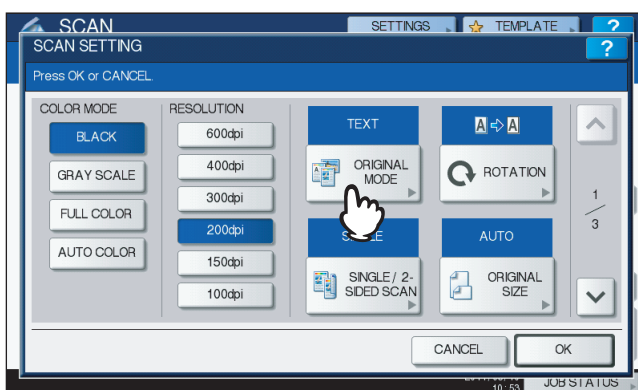 SCAN
SETTINGS
TEMPLATE
?
SCAN SETTING
?
Press OK or CANCEL.
COLOR MODE
BLACK
GRAY SCALE
FULL COLOR
AUTO COLOR
RESOLUTION
600dpi
400dpi
300dpi
200dpi
150dpi
100dpi
TEXT
ORIGINAL
MODE
A A
ROTATION
SINGLE / 2-
SIDED SCAN
AUTO
ORIGINAL
SIZE
1
3
CANCEL
OK
JOB STATUS